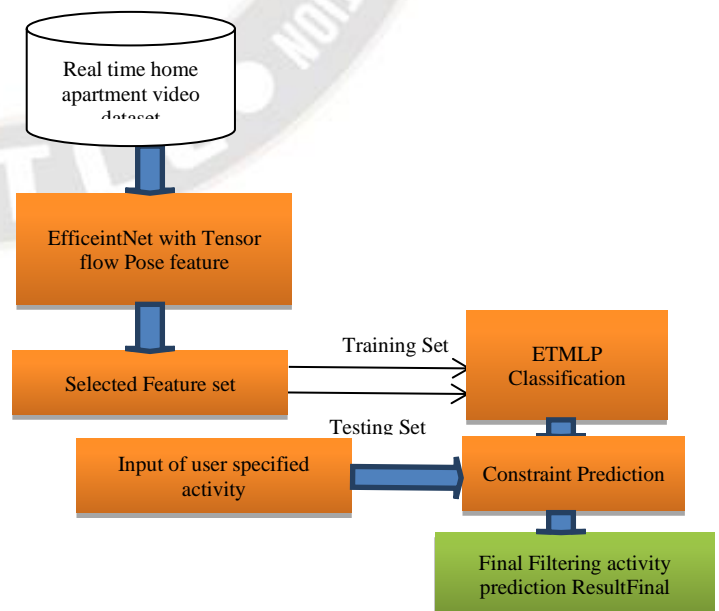 Real time home
apartment video
dataset
EfficeintNet with Tensor
flow Pose feature
Selected Feature set
Training Set
Testing Set
ETMLP
Classification
Input of user specified
activity
Constraint Prediction
Final Filtering activity
prediction ResultFinal